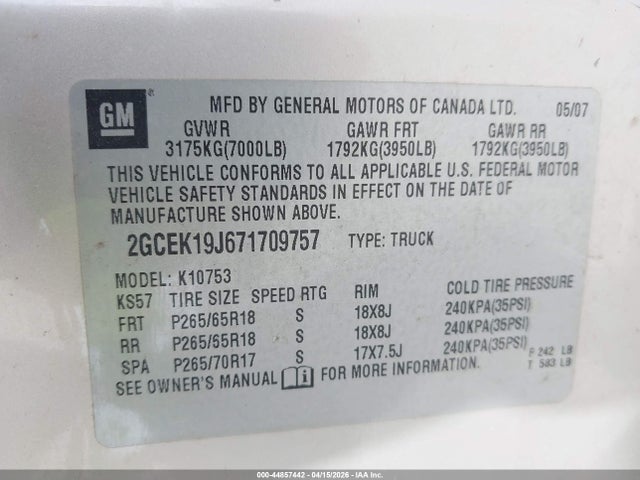 GM
MFD BY GENERAL MOTORS OF CANADA LTD. 05/07
GVWR GAWR FRT GAWR RR
3175KG(7000LB) 1792KG(3950LB) 1792KG(3950LB)
THIS VEHICLE CONFORMS TO ALL APPLICABLE U.S. FEDERAL MOTOR
VEHICLE SAFETY STANDARDS IN EFFECT ON THE DATE OF
MANUFACTURE SHOWN ABOVE.
2GCEK19J671709757 TYPE: TRUCK
MODEL: K10753
KS57 TIRE SIZE SPEED RTG RIM COLD TIRE PRESSURE
FRT P265/65R18 S 18X8J 240KPA(35PSI)
RR P265/65R18 S 18X8J 240KPA(35PSI)
SPA P265/70R17 S 17X7.5J 240KPA(35PSI)
P 242 LB
T 583 LB
SEE OWNER'S MANUAL i FOR MORE INFORMATION.
000-44857442 - 04/15/2026 - IAAI, Inc.